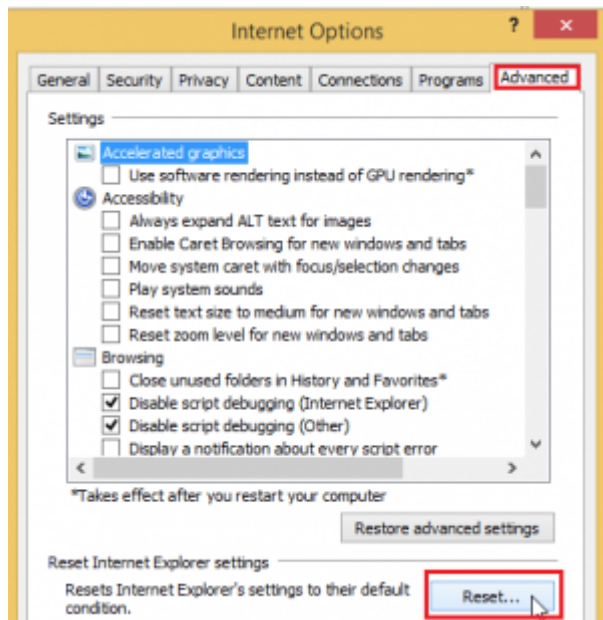 Internet Options
?
×
General Security Privacy Content Connections Programs Advanced
Settings
Accelerated graphics
Use software rendering instead of GPU rendering*
Accessibility
Always expand ALT text for images
Enable Caret Browsing for new windows and tabs
Move system caret with focus/selection changes
Play system sounds
Reset text size to medium for new windows and tabs
Reset zoom level for new windows and tabs
Browsing
Close unused folders in History and Favorites*
Disable script debugging (Internet Explorer)
Disable script debugging (Other)
Display a notification about every script error
*Takes effect after you restart your computer
Restore advanced settings
Reset Internet Explorer settings
Resets Internet Explorer's settings to their default
condition.
Reset...